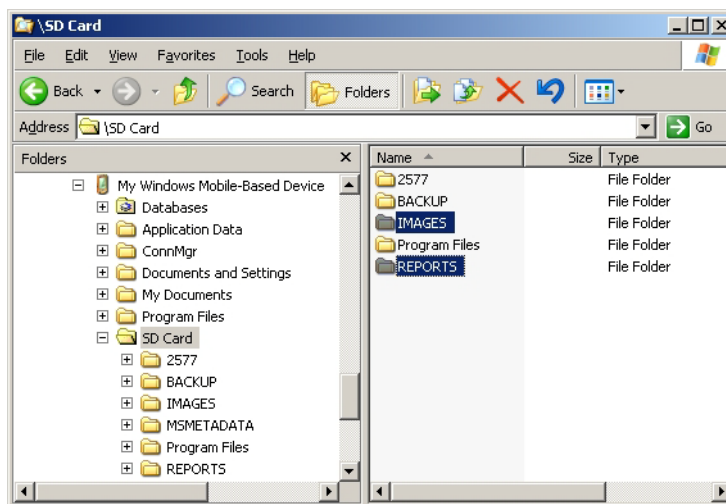 \SD Card
File Edit View Favorites Tools Help
Back Search Folders
Address \SD Card Go
Folders
My Windows Mobile-Based Device
Databases
Application Data
ConnMgr
Documents and Settings
My Documents
Program Files
SD Card
2577
BACKUP
IMAGES
MSMETADATA
Program Files
REPORTS
Name Size Type
2577 File Folder
BACKUP File Folder
IMAGES File Folder
Program Files File Folder
REPORTS File Folder